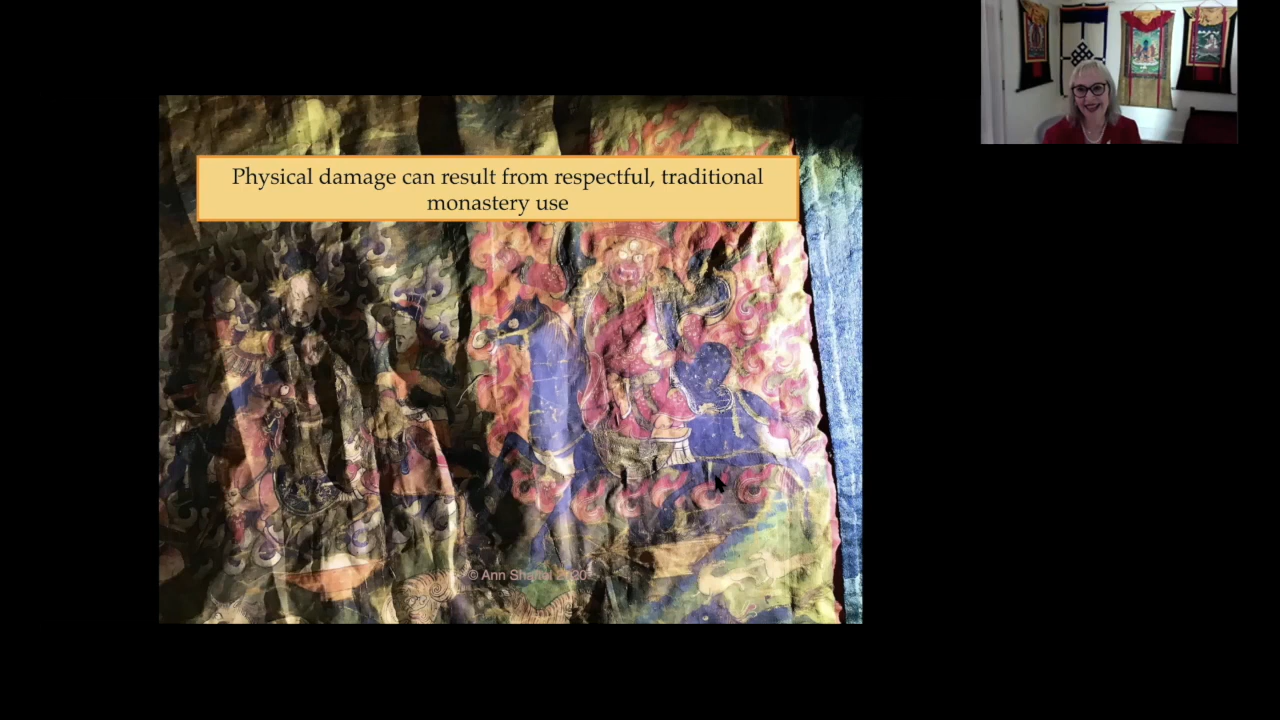 Physical damage can result from respectful, traditional
monastery use
© Ann Shaftel 2020